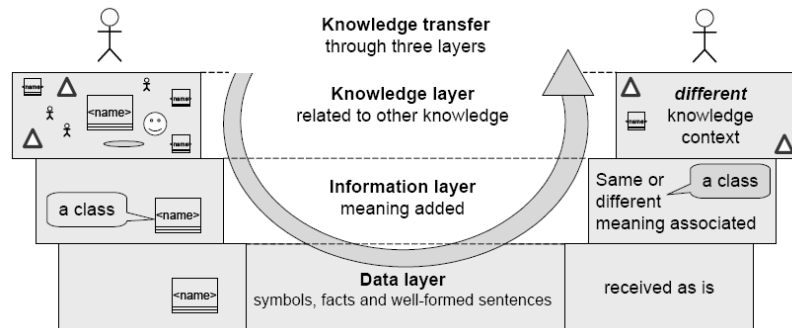 Knowledge transfer
through three layers
<name>
<name>
<name>
<name>
Knowledge layer
related to other knowledge
<name>
different
knowledge
context
a class
<name>
Information layer
meaning added
Same or
different
meaning associated
a class
<name>
Data layer
symbols, facts and well-formed sentences
received as is